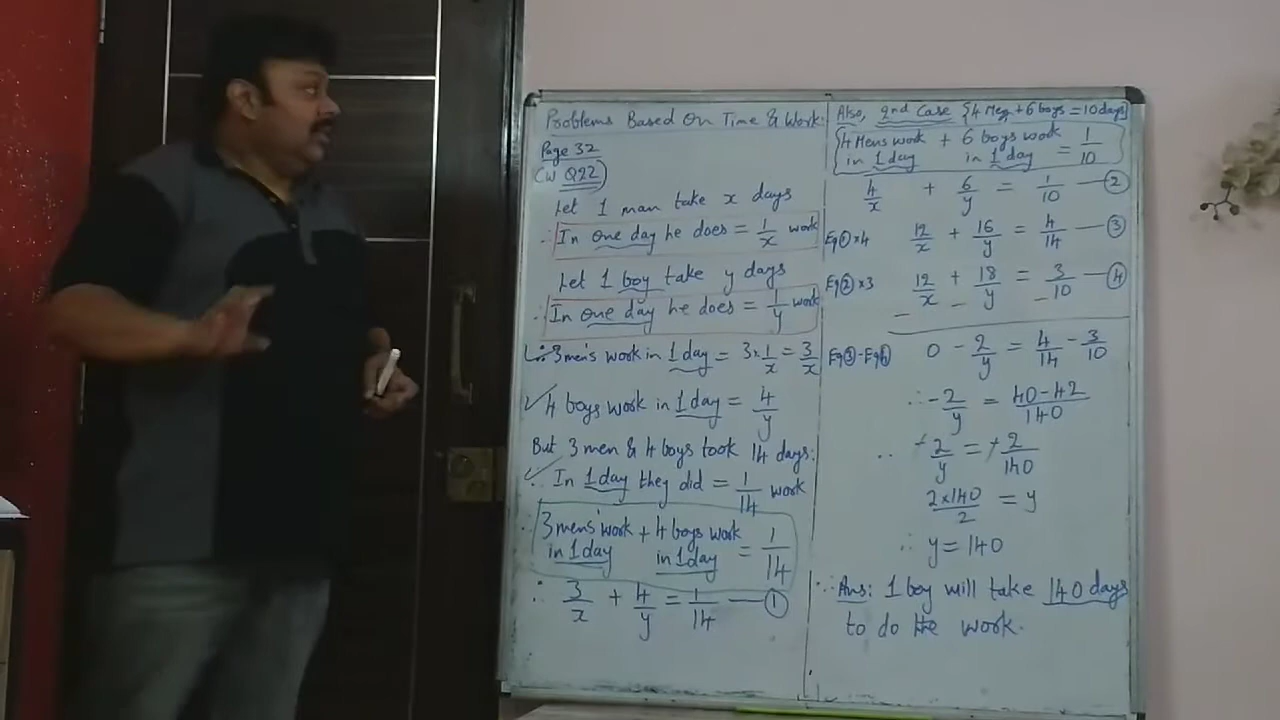 Problems Based On Time & Work:
Page 32
CW Q22)
Let 1 man take x days
∴ In one day he does = 1/x work
Let 1 boy take y days
∴ In one day he does = 1/y work
∴ 3 men's work in 1 day = 3×1/x = 3/x
4 boys work in 1 day = 4/y
But 3 men & 4 boys took 14 days.
∴ In 1 day they did = 1/14 work
∴ 3 mens' work in 1 day + 4 boys work in 1 day = 1/14
∴ 3/x + 4/y = 1/14 — ①
Also, 2nd Case {4 Men + 6 boys = 10 days}
4 Mens work in 1 day + 6 boys work in 1 day = 1/10
4/x + 6/y = 1/10 — ②
Eq①×4 12/x + 16/y = 4/14 — ③
Eq②×3 12/x + 18/y = 3/10 — ④
− − −
Eq③-Eq④ 0 − 2/y = 4/14 − 3/10
∴ −2/y = 40−42/140
∴ +2/y = +2/140
2×140/2 = y
∴ y = 140
∴ Ans: 1 boy will take 140 days
to do the work.